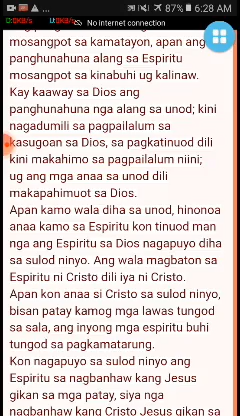 87% 6:28 AM
No internet connection
mosangpot sa kamatayon, apan ang
panghunahuna alang sa Espiritu
mosangpot sa kinabuhi ug kalinaw.
Kay kaaway sa Dios ang
panghunahuna nga alang sa unod; kini
nagadumili sa pagpailalum sa
kasugoan sa Dios, sa pagkatinuod dili
kini makahimo sa pagpailalum niini;
ug ang mga anaa sa unod dili
makapahimuot sa Dios.
Apan kamo wala diha sa unod, hinonoa
anaa kamo sa Espiritu kon tinuod man
nga ang Espiritu sa Dios nagapuyo diha
sa sulod ninyo. Ang wala magbaton sa
Espiritu ni Cristo dili iya ni Cristo.
Apan kon anaa si Cristo sa sulod ninyo,
bisan patay kamog mga lawas tungod
sa sala, ang inyong mga espiritu buhi
tungod sa pagkamatarung.
Kon nagapuyo sa sulod ninyo ang
Espiritu sa nagbanhaw kang Jesus
gikan sa mga patay, siya nga
nagbanhaw kang Cristo Jesus gikan sa